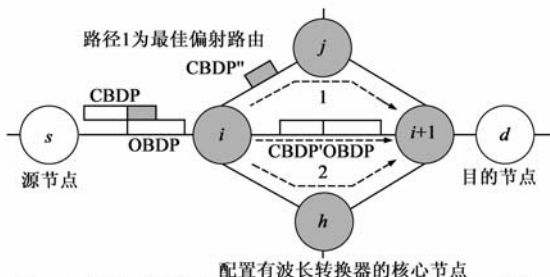 路径1为最佳偏射路由
j
CBDP"
CBDP
1
s
OBDP
i
i+1
d
CBDP'OBDP
源节点
2
目的节点
h
配置有波长转换器的核心节点